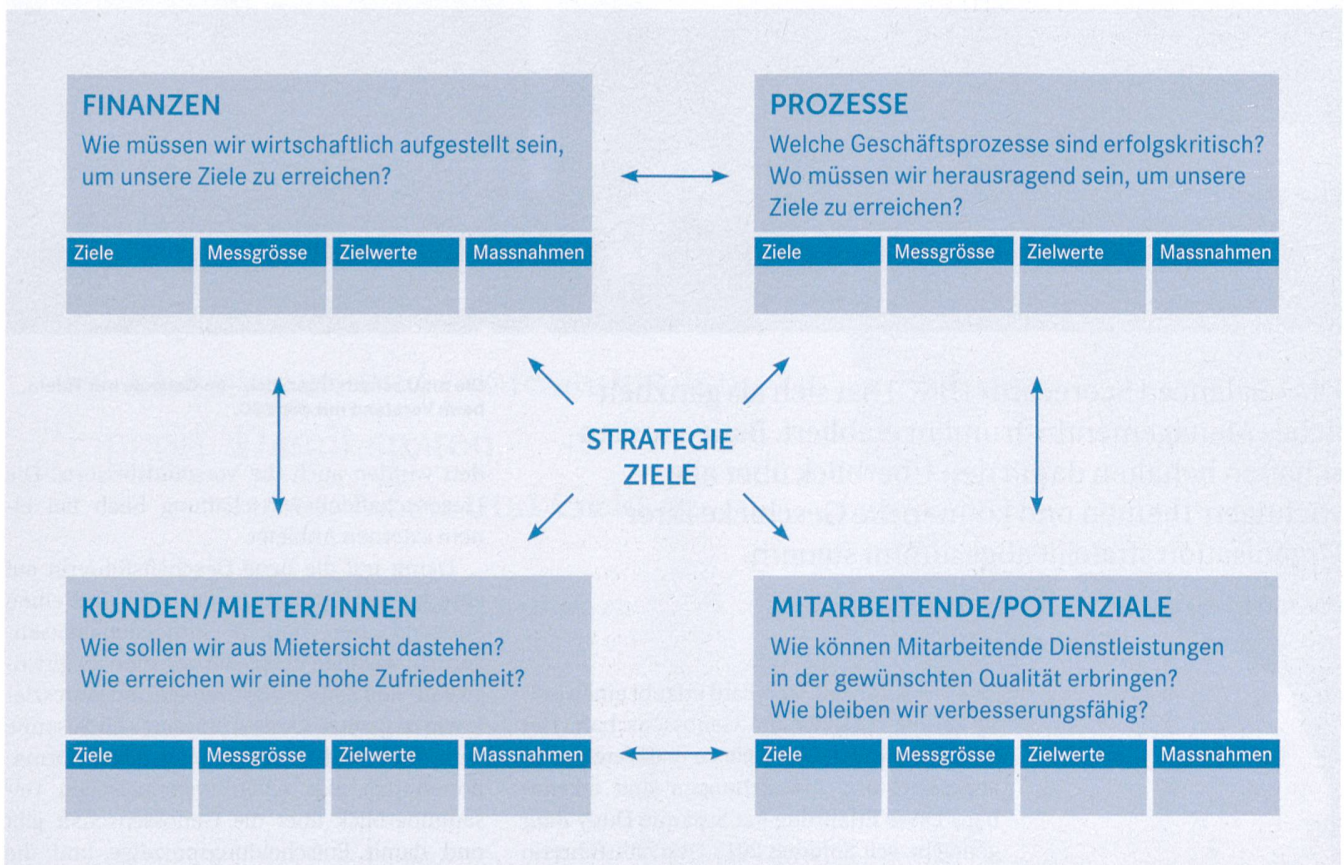 FINANZEN
Wie müssen wir wirtschaftlich aufgestellt sein,
um unsere Ziele zu erreichen?
Ziele Messgrösse Zielwerte Massnahmen
PROZESSE
Welche Geschäftsprozesse sind erfolgskritisch?
Wo müssen wir herausragend sein, um unsere
Ziele zu erreichen?
Ziele Messgrösse Zielwerte Massnahmen
STRATEGIE
ZIELE
KUNDEN/MIETER/INNEN
Wie sollen wir aus Mietersicht dastehen?
Wie erreichen wir eine hohe Zufriedenheit?
Ziele Messgrösse Zielwerte Massnahmen
MITARBEITENDE/POTENZIALE
Wie können Mitarbeitende Dienstleistungen
in der gewünschten Qualität erbringen?
Wie bleiben wir verbesserungsfähig?
Ziele Messgrösse Zielwerte Massnahmen